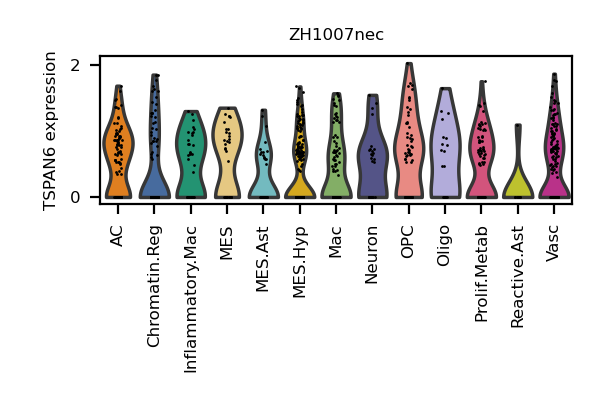 ZH1007nec
TSPAN6 expression
2
0
AC
Chromatin.Reg
Inflammatory.Mac
MES
MES.Ast
MES.Hyp
Mac
Neuron
OPC
Oligo
Prolif.Metab
Reactive.Ast
Vasc